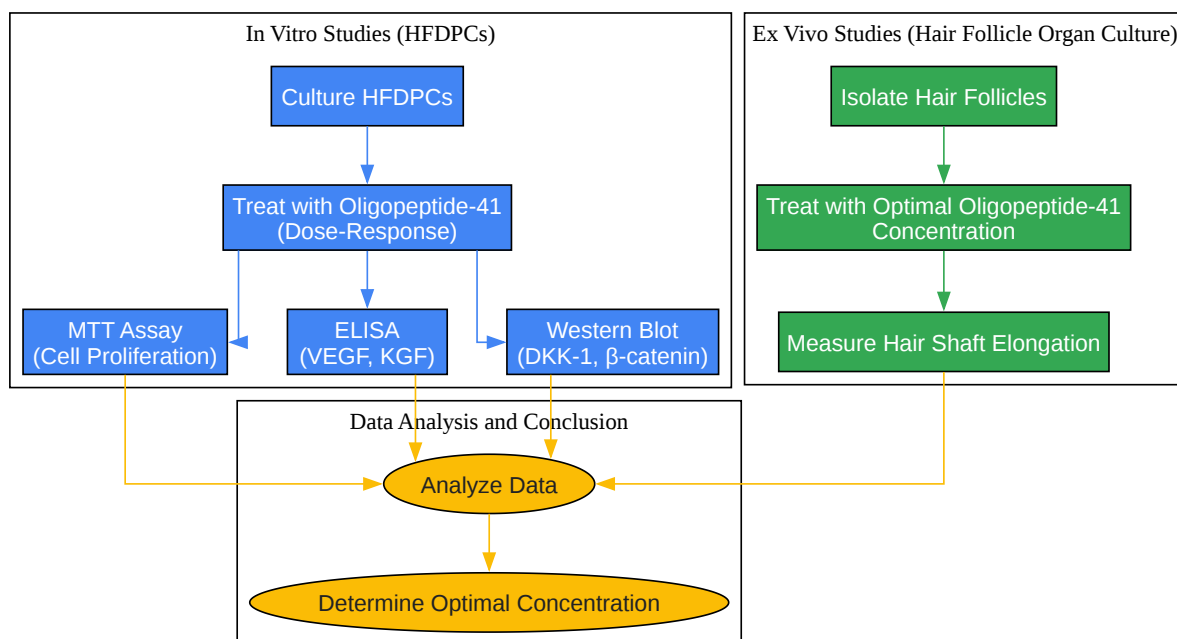 In Vitro Studies (HFDPCs)
Culture HFDPCs
Treat with Oligopeptide-41
(Dose-Response)
MTT Assay
(Cell Proliferation)
ELISA
(VEGF, KGF)
Western Blot
(DKK-1, β-catenin)
Ex Vivo Studies (Hair Follicle Organ Culture)
Isolate Hair Follicles
Treat with Optimal Oligopeptide-41
Concentration
Measure Hair Shaft Elongation
Data Analysis and Conclusion
Analyze Data
Determine Optimal Concentration